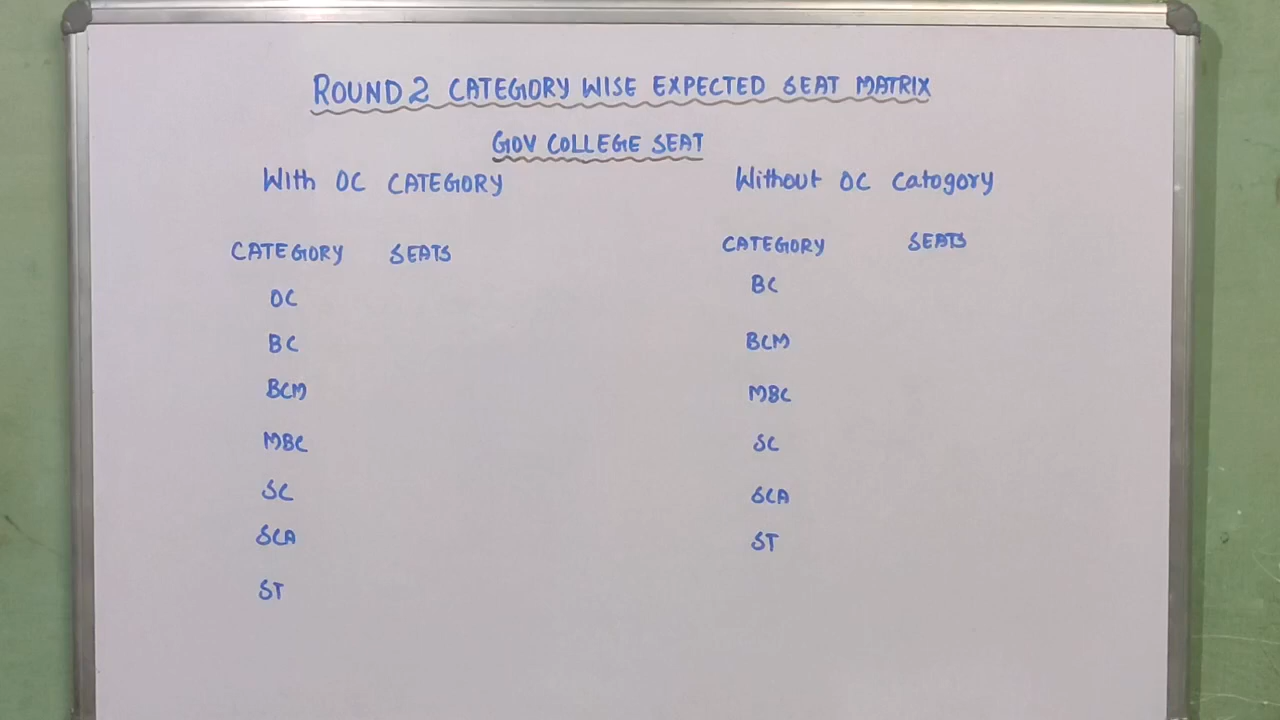 ROUND 2 CATEGORY WISE EXPECTED SEAT MATRIX
GOV COLLEGE SEAT
With OC CATEGORY
CATEGORY SEATS
OC
BC
BCM
MBC
SC
SCA
ST
Without OC Catogory
CATEGORY SEATS
BC
BCM
MBC
SC
SCA
ST